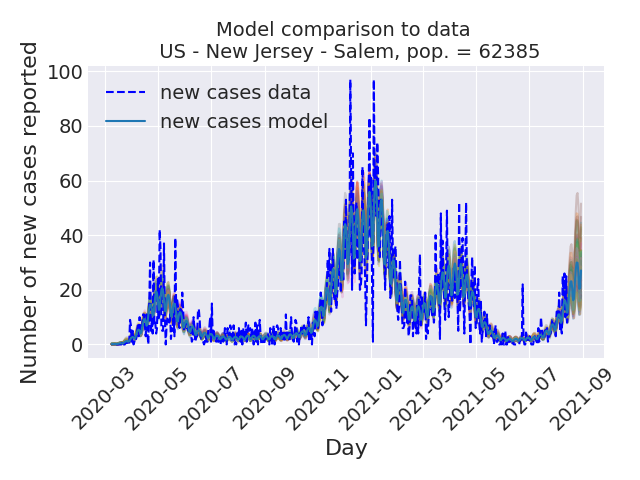 Model comparison to data
US - New Jersey - Salem, pop. = 62385
Number of new cases reported
100
80
60
40
20
0
new cases data
new cases model
2020-03
2020-05
2020-07
2020-09
2020-11
2021-01
2021-03
2021-05
2021-07
2021-09
Day